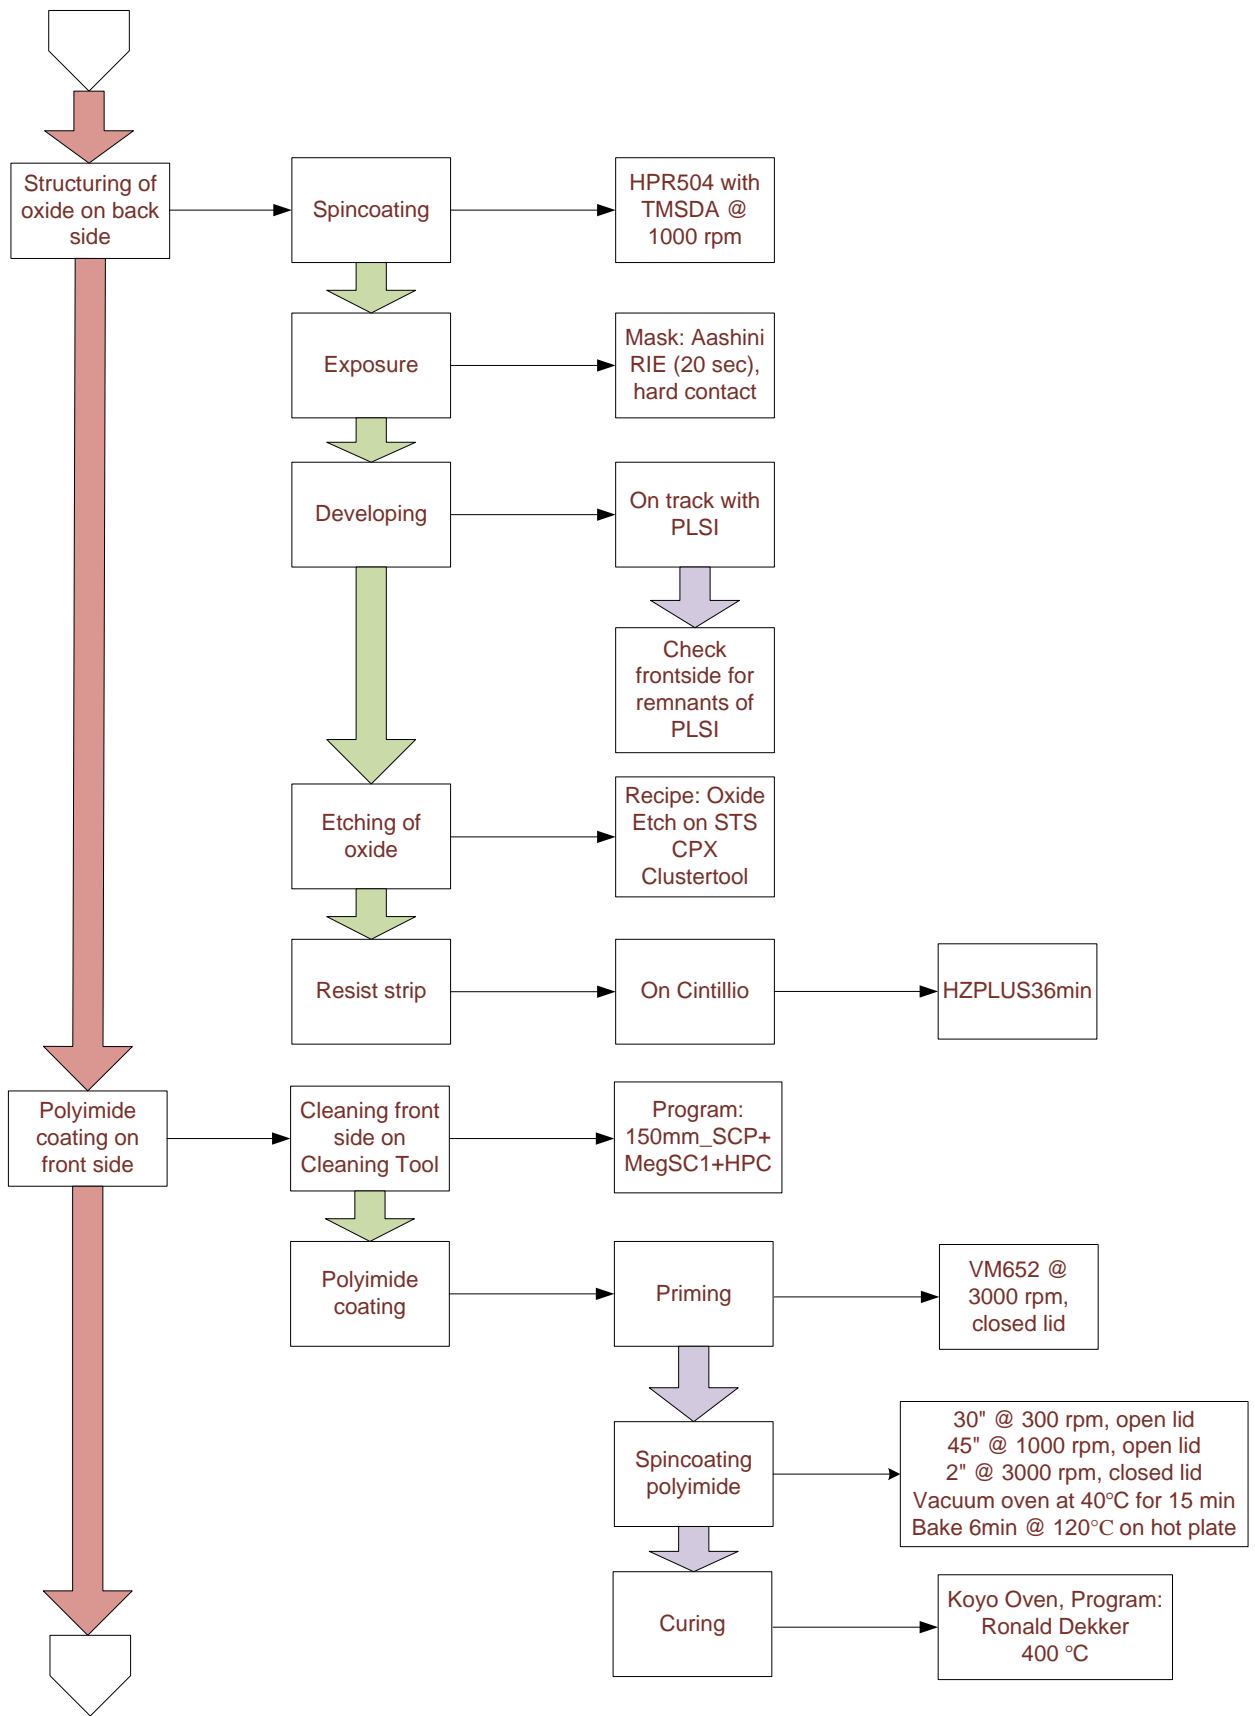 Structuring of
oxide on back
side
Spincoating
HPR504 with
TMSDA @
1000 rpm
Exposure
Mask: Aashini
RIE (20 sec),
hard contact
Developing
On track with
PLSI
Check
frontside for
remnants of
PLSI
Etching of
oxide
Recipe: Oxide
Etch on STS
CPX
Clustertool
Resist strip
On Cintillio
HZPLUS36min
Polyimide
coating on
front side
Cleaning front
side on
Cleaning Tool
Program:
150mm_SCP+
MegSC1+HPC
Polyimide
coating
Priming
VM652 @
3000 rpm,
closed lid
Spincoating
polyimide
30" @ 300 rpm, open lid
45" @ 1000 rpm, open lid
2" @ 3000 rpm, closed lid
Vacuum oven at 40°C for 15 min
Bake 6min @ 120°C on hot plate
Curing
Koyo Oven, Program:
Ronald Dekker
400 °C